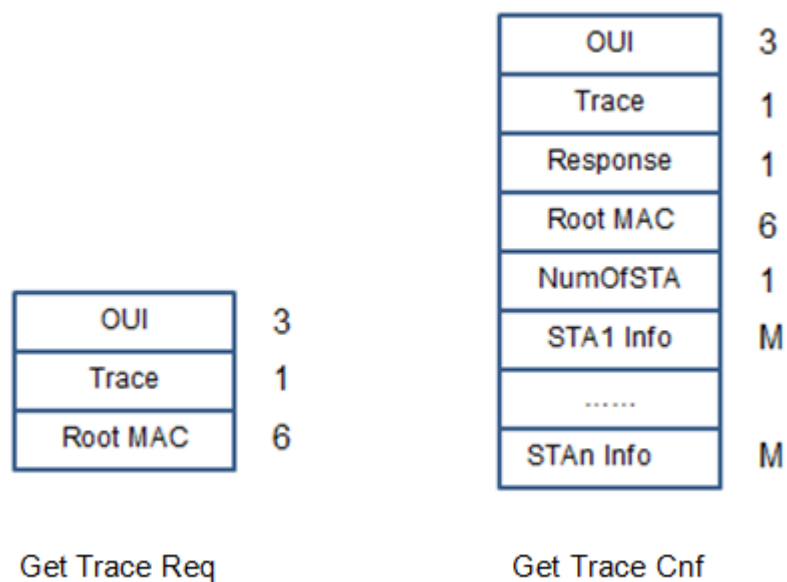 OUI 3
Trace 1
Root MAC 6
Get Trace Req
OUI 3
Trace 1
Response 1
Root MAC 6
NumOfSTA 1
STA1 Info M
......
STAn Info M
Get Trace Cnf